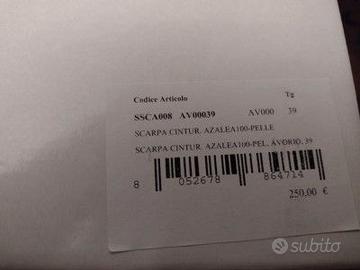 Codice Articolo Tg
SSCA008 AV00039 AV000 39
SCARPA CINTUR. AZALEA100-PELLE
SCARPA CINTUR. AZALEA100-PEL. AVORIO. 39
8 052678 864714
250.00 €
subito